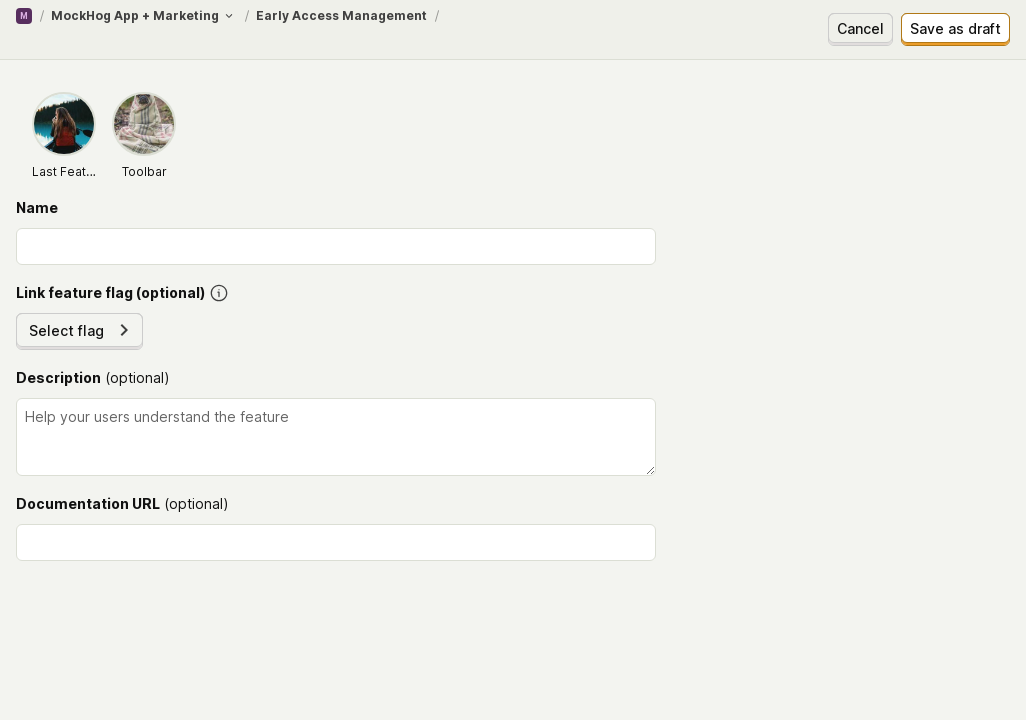 M / MockHog App + Marketing / Early Access Management /
Cancel
Save as draft
Last Feat...
Toolbar
Name
Link feature flag (optional)
Select flag
Description (optional)
Help your users understand the feature
Documentation URL (optional)